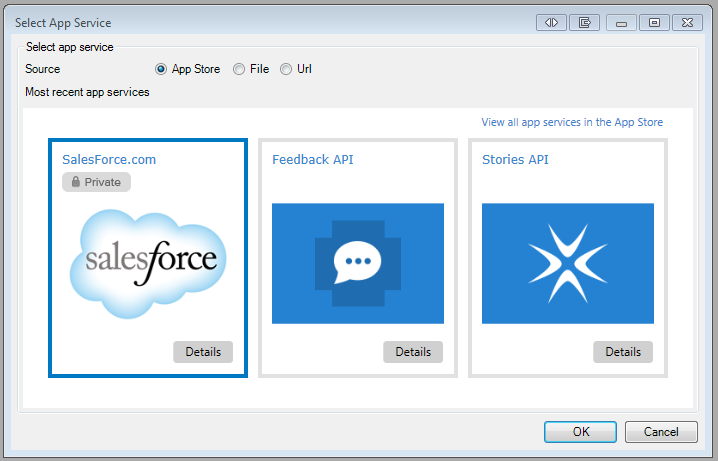 Select App Service
Select app service
Source App Store File Url
Most recent app services
View all app services in the App Store
SalesForce.com Feedback API Stories API
Private
salesforce
Details Details Details
OK Cancel